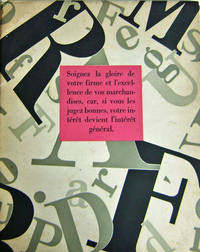 Soignez la gloire de
votre firme et l'excel-
lence de vos marchan-
dises, car, si vous les
jugez bonnes, votre in-
térêt devient l'intérêt
général.